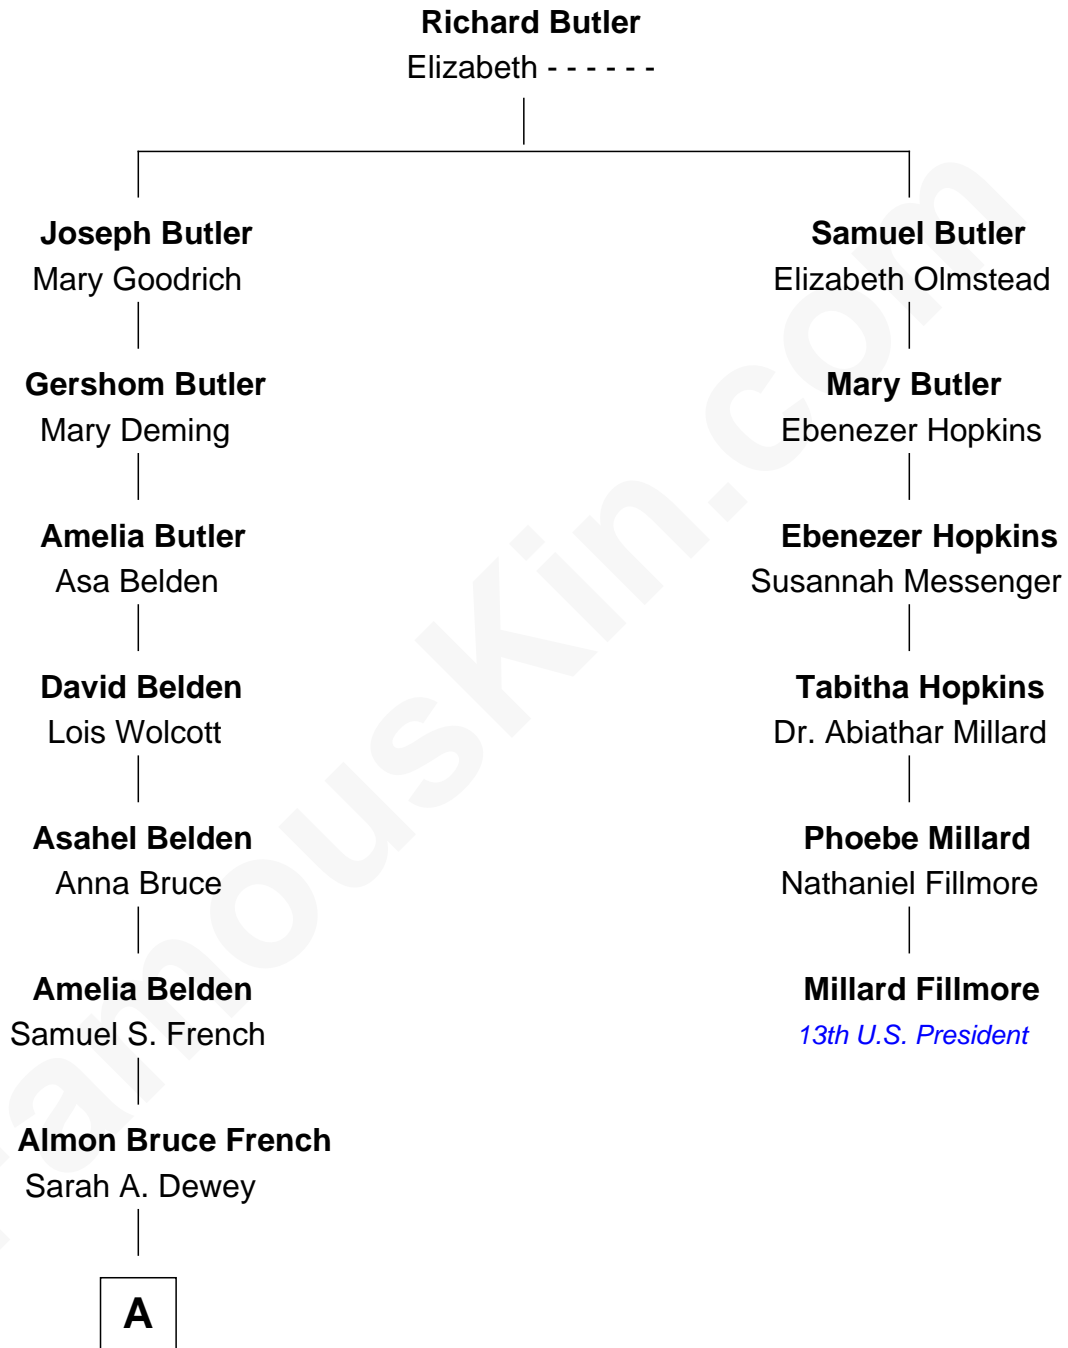 Richard Butler
Elizabeth - - - - - -
Joseph Butler
Mary Goodrich
Samuel Butler
Elizabeth Olmstead
Gershom Butler
Mary Deming
Mary Butler
Ebenezer Hopkins
Amelia Butler
Asa Belden
Ebenezer Hopkins
Susannah Messenger
David Belden
Lois Wolcott
Tabitha Hopkins
Dr. Abiathar Millard
Asahel Belden
Anna Bruce
Phoebe Millard
Nathaniel Fillmore
Amelia Belden
Samuel S. French
Millard Fillmore
13th U.S. President
Almon Bruce French
Sarah A. Dewey
A
FamousKin.com